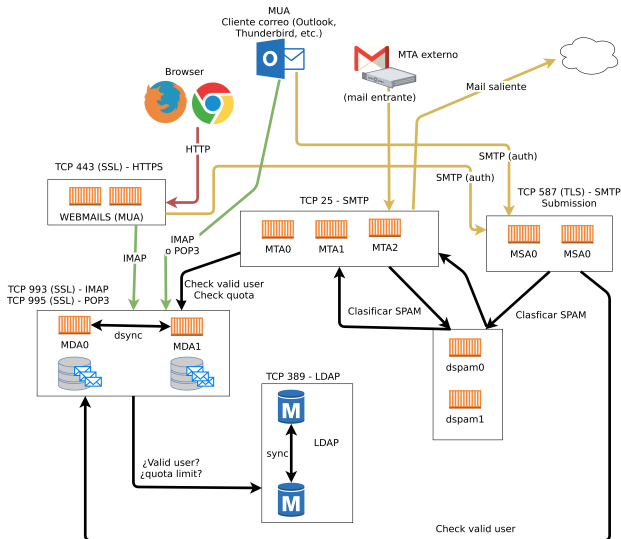 MUA
Cliente correo (Outlook,
Thunderbird, etc.)
MTA externo
Browser
(mail entrante)
Mail saliente
HTTP
SMTP (auth)
TCP 443 (SSL) - HTTPS
SMTP (auth)
TCP 587 (TLS) - SMTP
Submission
TCP 25 - SMTP
WEBMAILS (MUA)
MTA0
MTA1
MTA2
MSA0
MSA0
IMAP
IMAP
o POP3
Check valid user
Check quota
TCP 993 (SSL) - IMAP
TCP 995 (SSL) - POP3
Clasificar SPAM
Clasificar SPAM
dsync
MDA0
MDA1
dspam0
TCP 389 - LDAP
M
dspam1
LDAP
sync
¿Valid user?
¿quota limit?
M
Check valid user